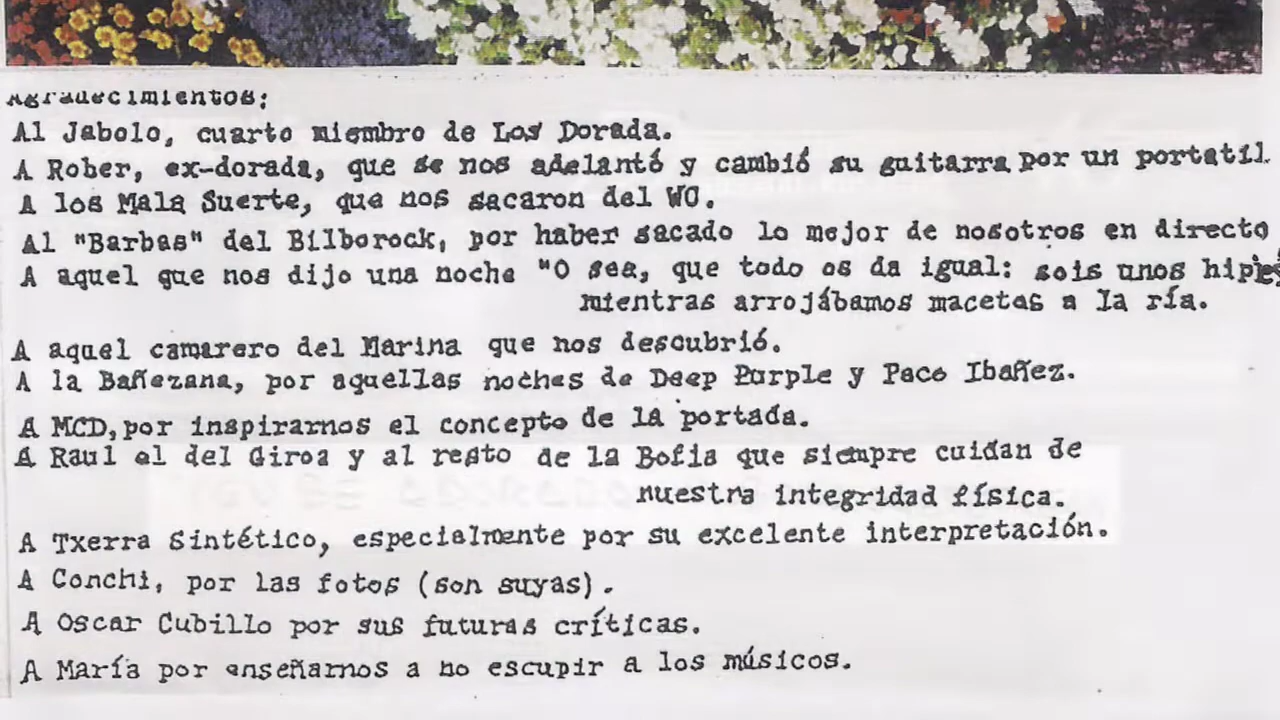 Agradecimientos:
Al Jabolo, cuarto miembro de Los Dorada.
A Rober, ex-dorada, que se nos adelantó y cambió su guitarra por un portatil.
A los Mala Suerte, que nos sacaron del WO.
Al "Barbas" del Bilborock, por haber sacado lo mejor de nosotros en directo
A aquel que nos dijo una noche "O sea, que todo os da igual: sois unos hipies
mientras arrojábamos macetas a la ría.
A aquel camarero del Marina que nos descubrió.
A la Bañezana, por aquellas noches de Deep Purple y Paco Ibañez.
A MCD, por inspirarnos el concepto de la portada.
A Raul el del Giroa y al resto de la Bofia que siempre cuidan de
nuestra integridad física.
A Txerra Sintético, especialmente por su excelente interpretación.
A Conchi, por las fotos (son suyas).
A Oscar Cubillo por sus futuras críticas.
A María por enseñarnos a no escupir a los músicos.